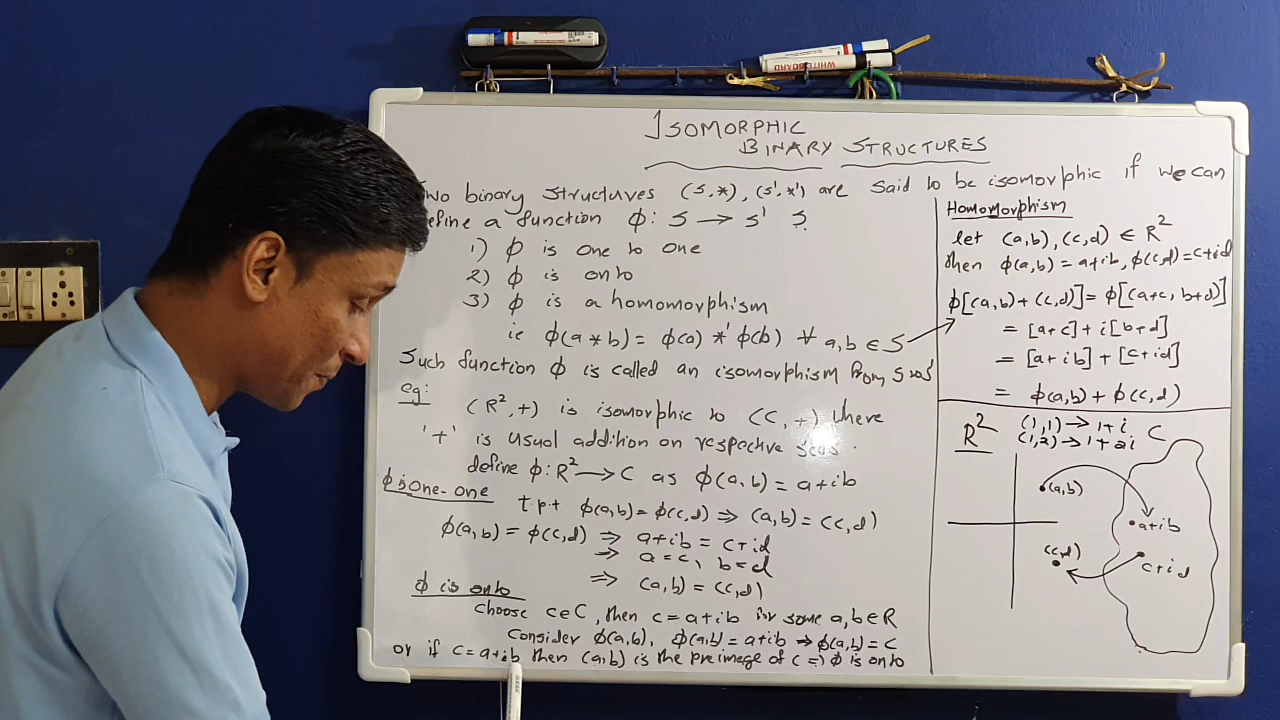 ISOMORPHIC
BINARY STRUCTURES
Two binary structures (S,*), (S',*') are said to be isomorphic if we can
define a function ϕ: S → S' ∋
1) ϕ is one to one
2) ϕ is onto
3) ϕ is a homomorphism
ie ϕ(a*b) = ϕ(a) *' ϕ(b) ∀ a,b ∈ S
Such function ϕ is called an isomorphism from S to S'
eg:
(R², +) is isomorphic to (C, +) where
'+' is usual addition on respective sets.
define ϕ: R² → C as ϕ(a,b) = a+ib
ϕ is One-one
t.p.t ϕ(a,b) = ϕ(c,d) ⇒ (a,b) = (c,d)
ϕ(a,b) = ϕ(c,d) ⇒ a+ib = c+id
⇒ a=c, b=d
⇒ (a,b) = (c,d)
ϕ is onto
Choose c∈C, then c = a+ib for some a,b∈R
Consider ϕ(a,b), ϕ(a,b) = a+ib ⇒ ϕ(a,b) = C
or if c=a+ib then (a,b) is the preimage of c ⇒ ϕ is onto
Homomorphism
let (a,b), (c,d) ∈ R²
then ϕ(a,b) = a+ib, ϕ(c,d) = c+id
ϕ[(a,b)+(c,d)] = ϕ[(a+c, b+d)]
= [a+c] + i[b+d]
= [a+ib] + [c+id]
= ϕ(a,b) + ϕ(c,d)
R² (1,1) → 1+i C
(1,2) → 1+2i
(a,b)
a+ib
(c,d)
c+id
WHITEBOARD